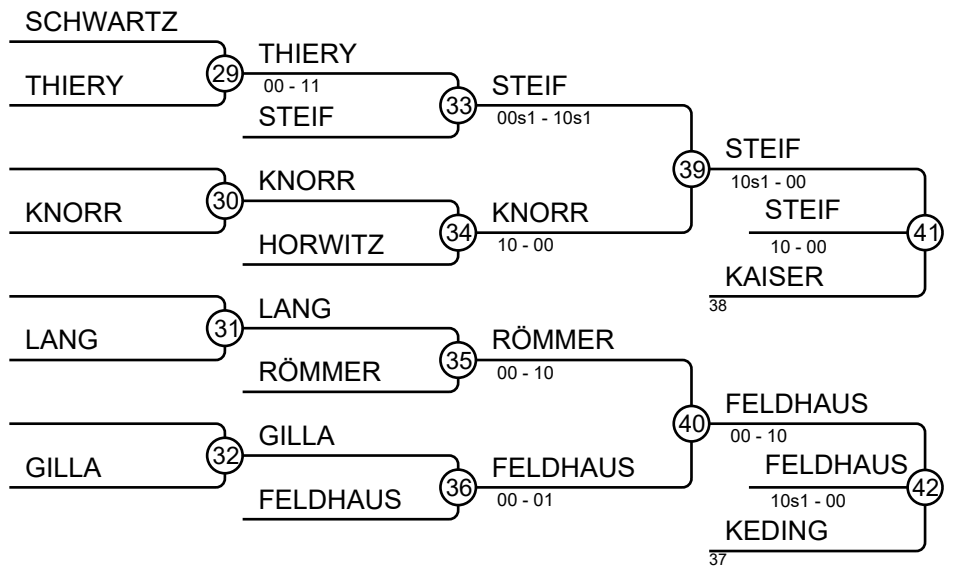 SCHWARTZ
THIERY
29
THIERY
00 - 11
STEIF
33
STEIF
00s1 - 10s1
KNORR
30
KNORR
HORWITZ
34
KNORR
10 - 00
39
STEIF
10s1 - 00
STEIF
10 - 00
41
KAISER
38
LANG
31
LANG
RÖMMER
35
RÖMMER
00 - 10
GILLA
32
GILLA
FELDHAUS
36
FELDHAUS
00 - 01
40
FELDHAUS
00 - 10
FELDHAUS
10s1 - 00
42
KEDING
37